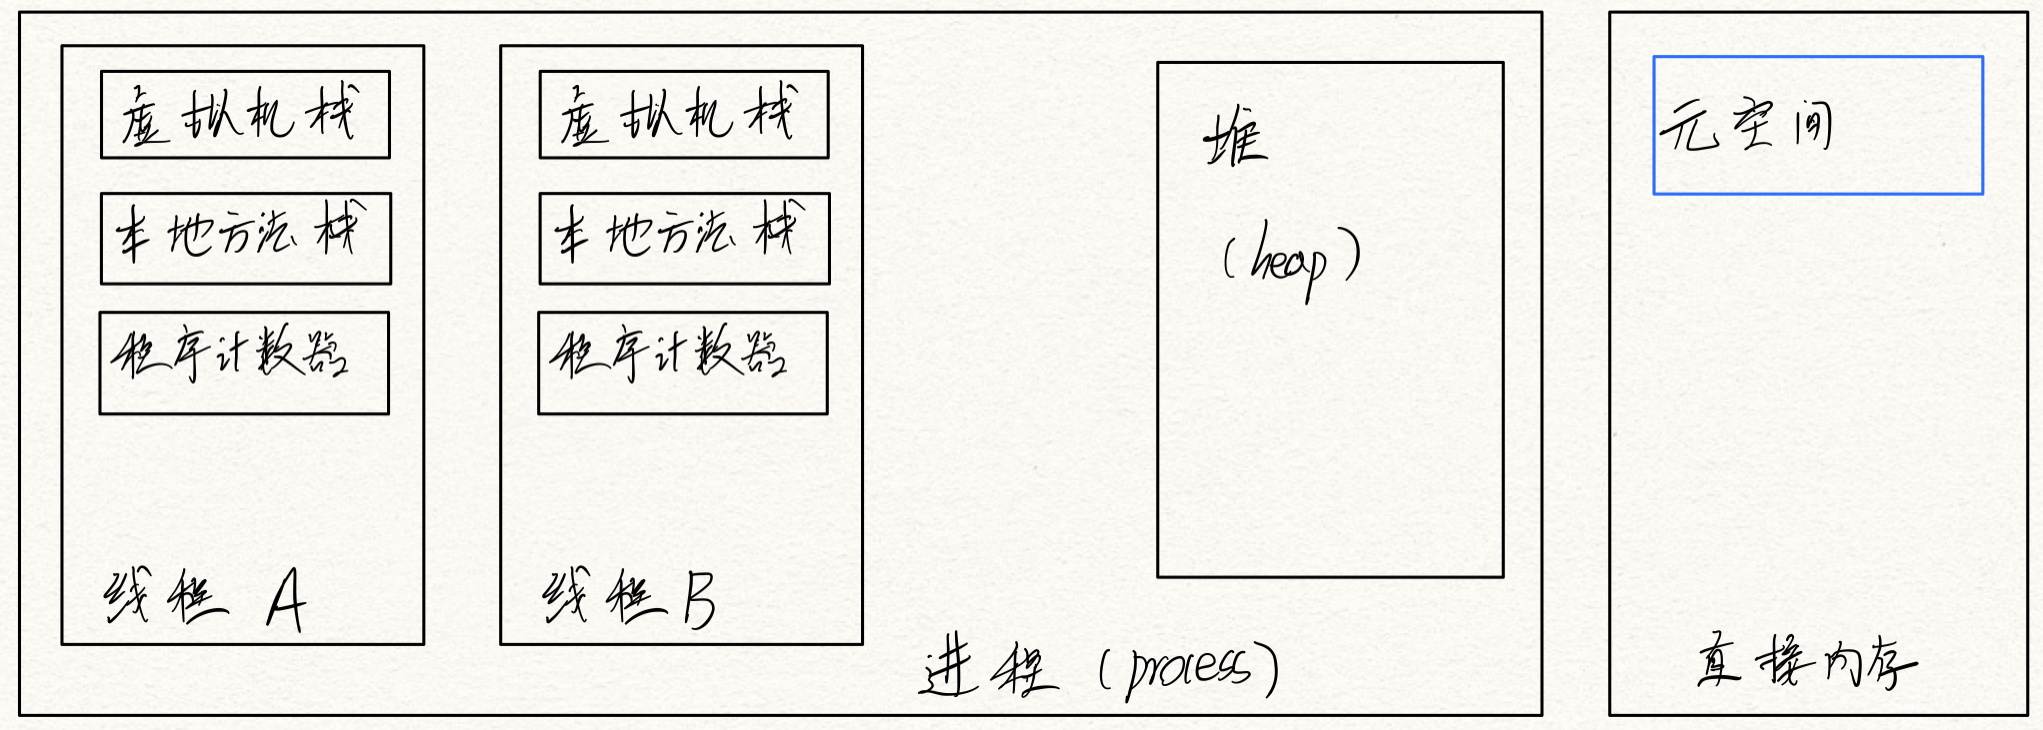 虚拟机栈
本地方法栈
程序计数器
线程 A
虚拟机栈
本地方法栈
程序计数器
线程 B
堆
(heap)
进程 (process)
元空间
直接内存